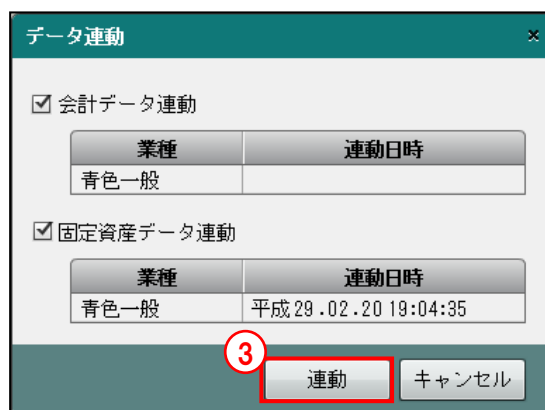 データ連動 ×
☑ 会計データ連動
業種 連動日時
青色一般
☑ 固定資産データ連動
業種 連動日時
青色一般 平成29.02.20 19:04:35
③
連動 キャンセル